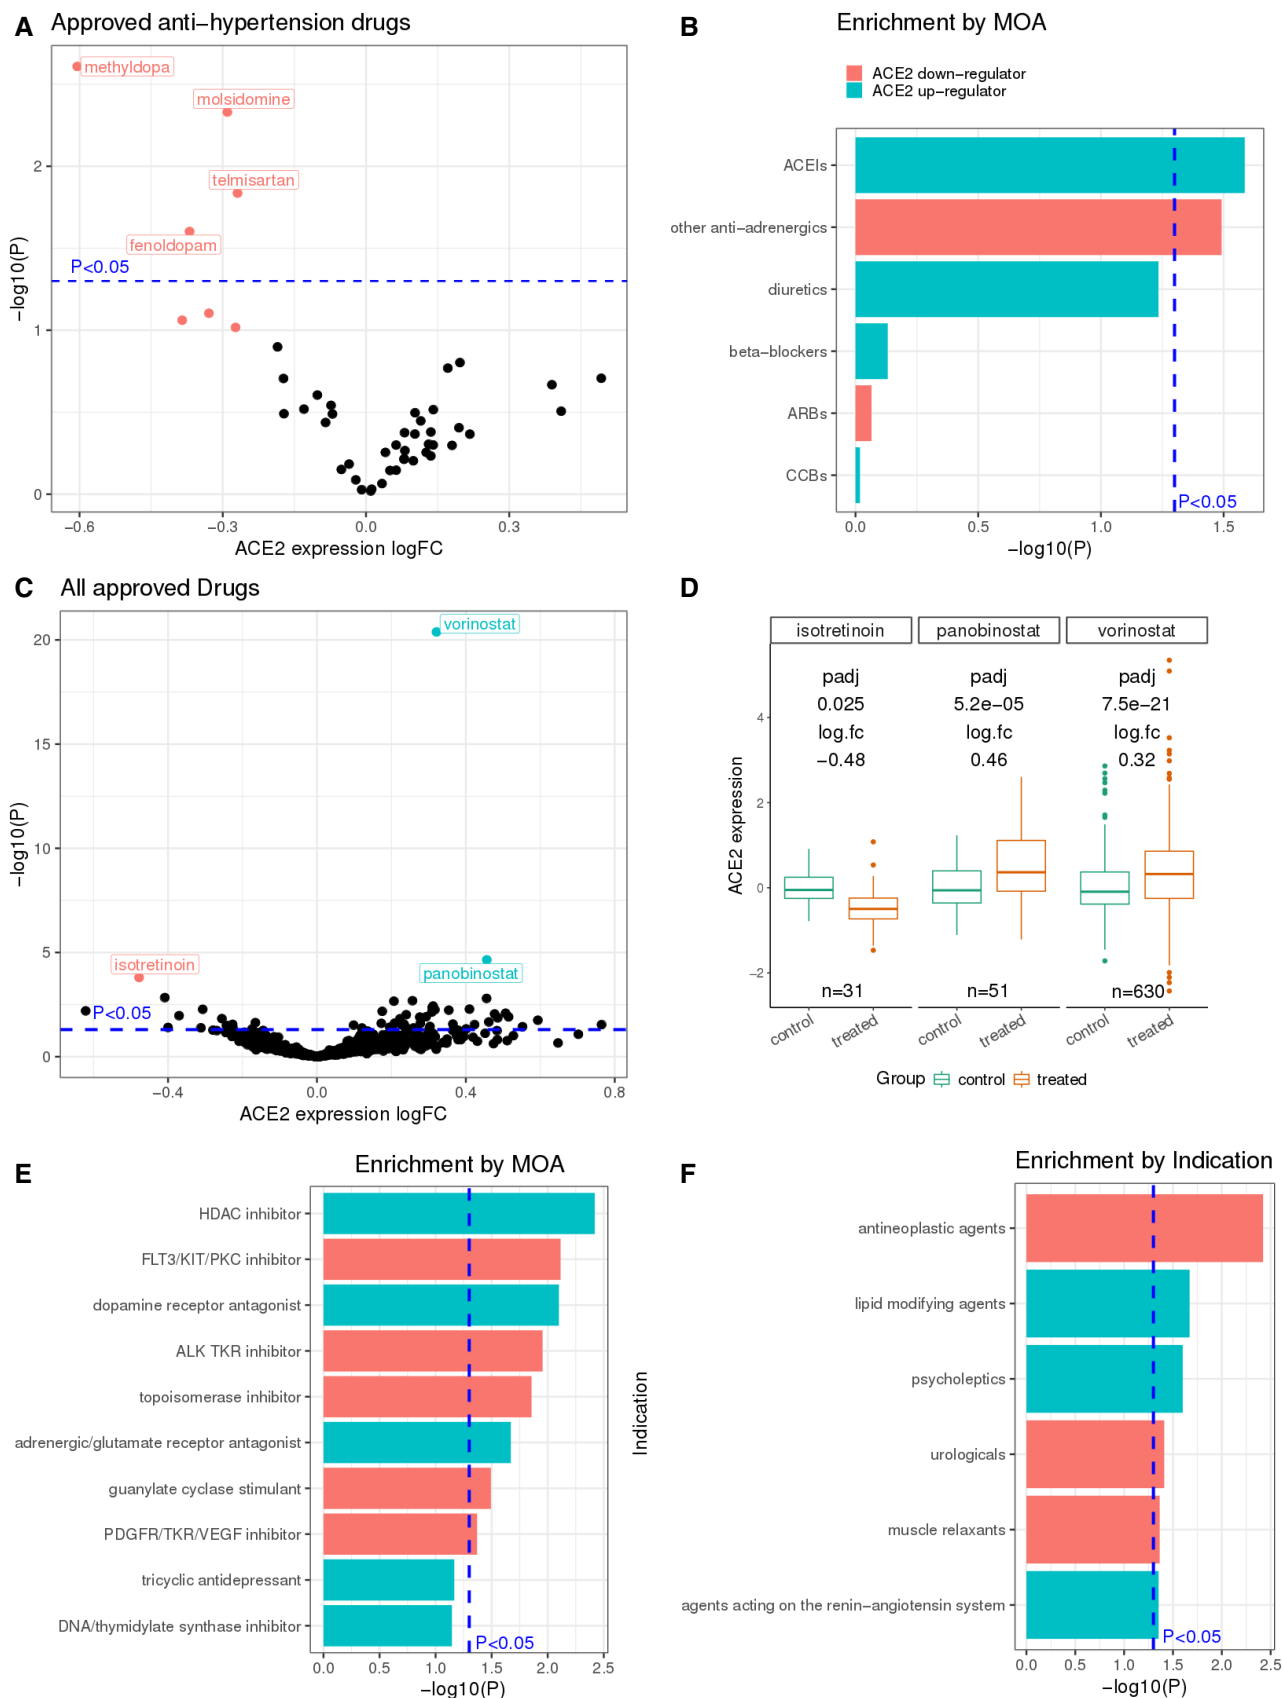 A Approved anti−hypertension drugs
methyldopa
molsidomine
telmisartan
fenoldopam
P<0.05
−log10(P)
2
1
0
−0.6 −0.3 0.0 0.3
ACE2 expression logFC
B Enrichment by MOA
ACE2 down−regulator
ACE2 up−regulator
ACEIs
other anti−adrenergics
diuretics
beta−blockers
ARBs
CCBs
P<0.05
0.0 0.5 1.0 1.5
−log10(P)
C All approved Drugs
vorinostat
isotretinoin
panobinostat
P<0.05
−log10(P)
20
15
10
5
0
−0.4 0.0 0.4 0.8
ACE2 expression logFC
D
isotretinoin panobinostat vorinostat
padj padj padj
0.025 5.2e−05 7.5e−21
log.fc log.fc log.fc
−0.48 0.46 0.32
ACE2 expression
4
2
0
−2
n=31 n=51 n=630
control treated control treated control treated
Group control treated
E Enrichment by MOA
HDAC inhibitor
FLT3/KIT/PKC inhibitor
dopamine receptor antagonist
ALK TKR inhibitor
topoisomerase inhibitor
adrenergic/glutamate receptor antagonist
guanylate cyclase stimulant
PDGFR/TKR/VEGF inhibitor
tricyclic antidepressant
DNA/thymidylate synthase inhibitor
P<0.05
0.0 0.5 1.0 1.5 2.0 2.5
−log10(P)
F Enrichment by Indication
Indication
antineoplastic agents
lipid modifying agents
psycholeptics
urologicals
muscle relaxants
agents acting on the renin−angiotensin system
P<0.05
0.0 0.5 1.0 1.5 2.0 2.5
−log10(P)